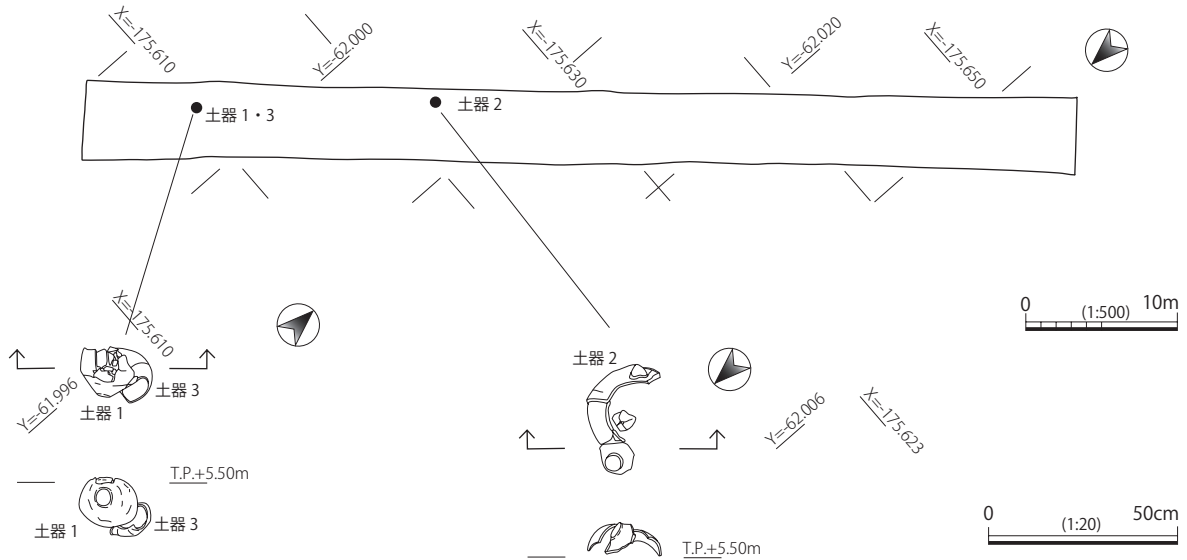 X=-175.610
Y=-62.000
X=-175.630
Y=-62.020
X=-175.650
土器 1・3
土器 2
0 10m
(1:500)
X=-175.610
Y=-61.996
土器 3
土器 1
T.P.+5.50m
土器 1
土器 3
土器 2
Y=-62.006
X=-175.623
T.P.+5.50m
0 50cm
(1:20)